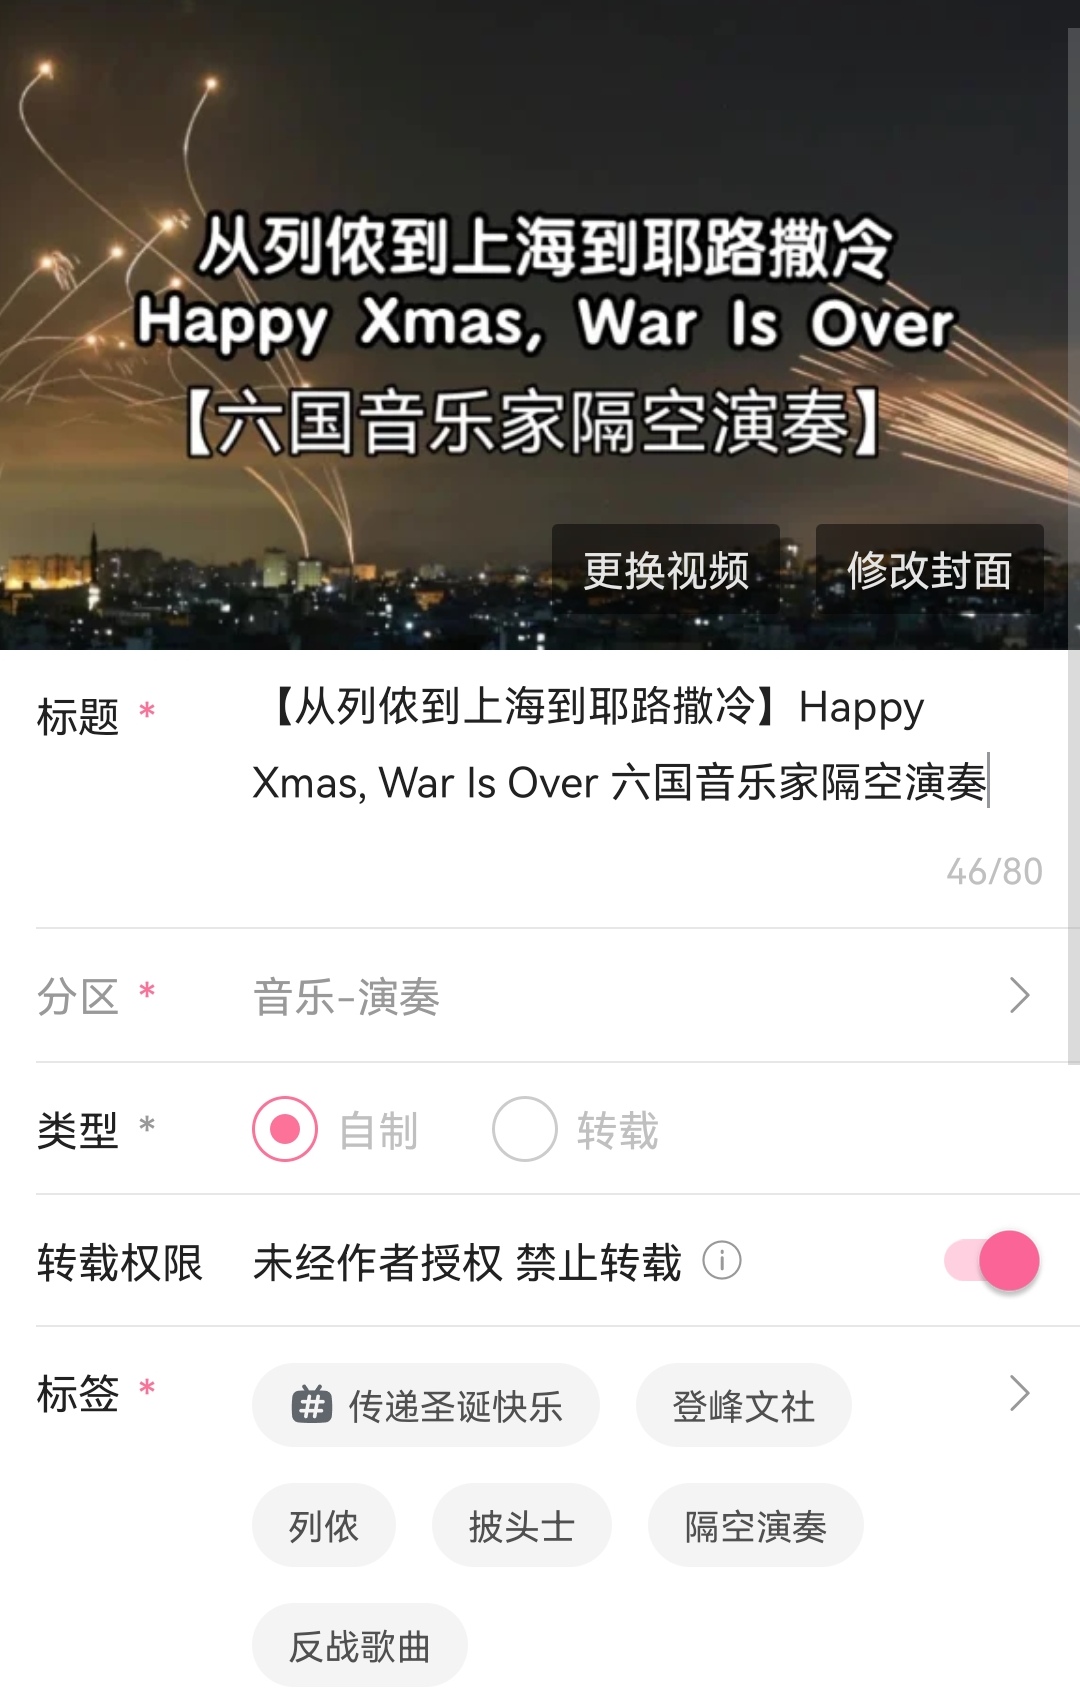 从列侬到上海到耶路撒冷
Happy Xmas, War Is Over
【六国音乐家隔空演奏】
更换视频 修改封面
标题 * 【从列侬到上海到耶路撒冷】Happy
Xmas, War Is Over 六国音乐家隔空演奏
46/80
分区 * 音乐-演奏
类型 * 自制 转载
转载权限 未经作者授权 禁止转载
标签 * # 传递圣诞快乐 登峰文社
列侬 披头士 隔空演奏
反战歌曲